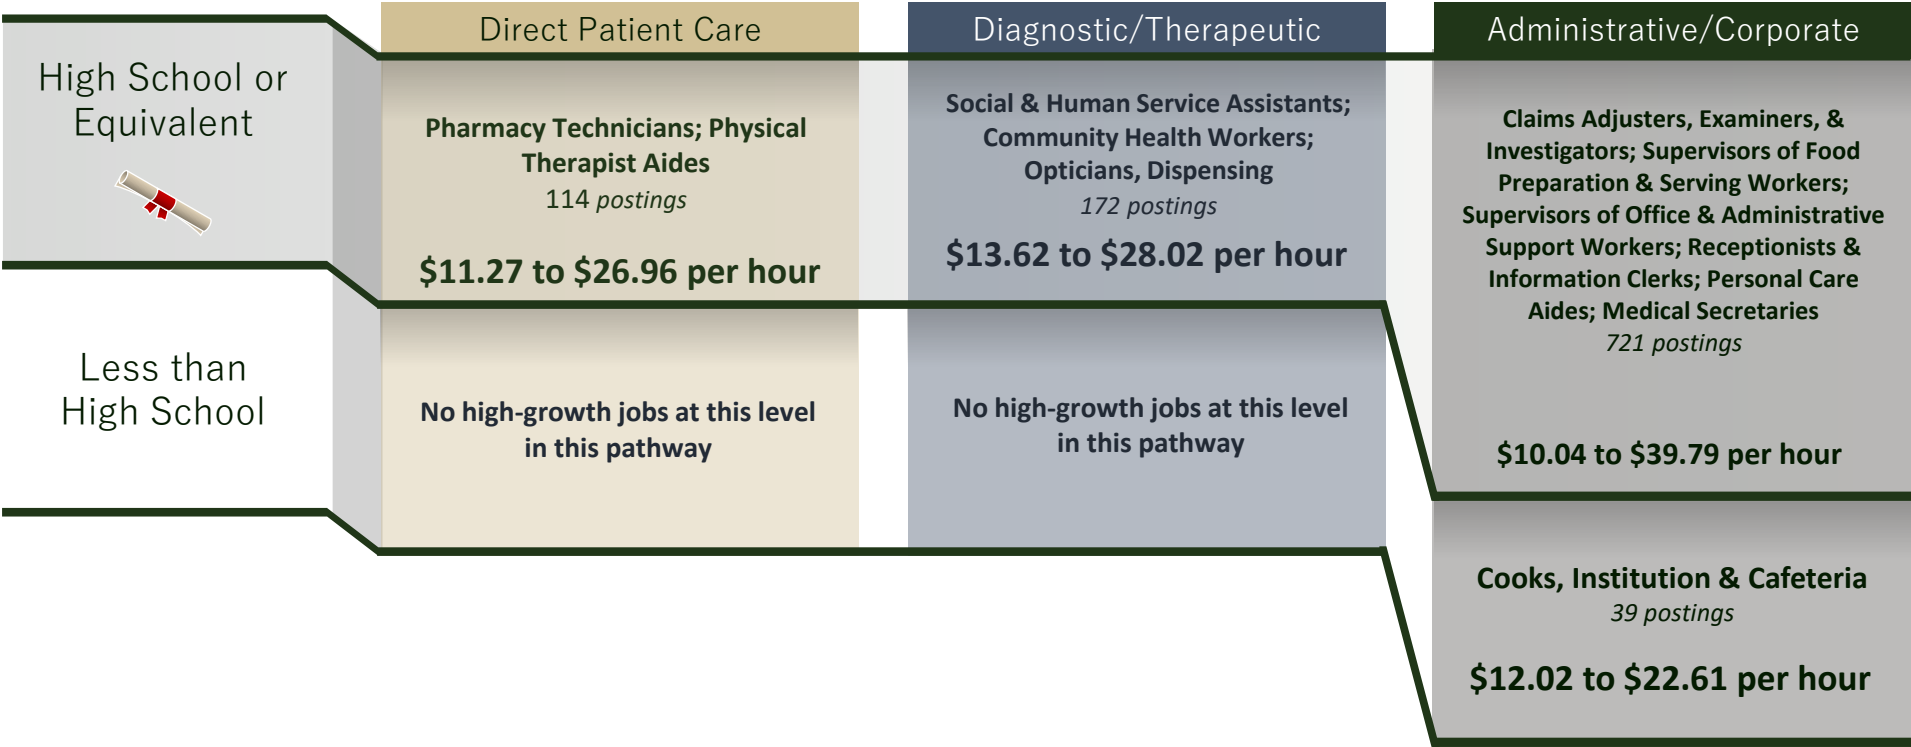 Direct Patient Care
Diagnostic/Therapeutic
Administrative/Corporate
High School or
Equivalent
Pharmacy Technicians; Physical
Therapist Aides
114 postings
$11.27 to $26.96 per hour
Social & Human Service Assistants;
Community Health Workers;
Opticians, Dispensing
172 postings
$13.62 to $28.02 per hour
Claims Adjusters, Examiners, &
Investigators; Supervisors of Food
Preparation & Serving Workers;
Supervisors of Office & Administrative
Support Workers; Receptionists &
Information Clerks; Personal Care
Aides; Medical Secretaries
721 postings
$10.04 to $39.79 per hour
Less than
High School
No high-growth jobs at this level
in this pathway
No high-growth jobs at this level
in this pathway
Cooks, Institution & Cafeteria
39 postings
$12.02 to $22.61 per hour